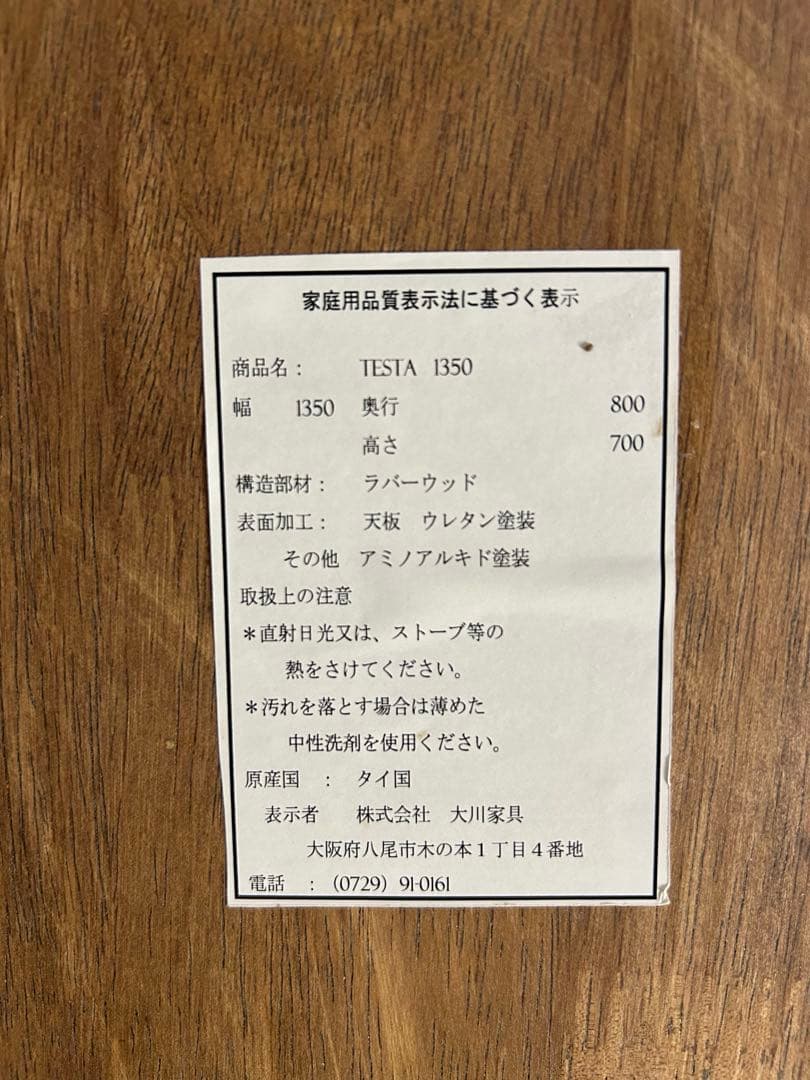 家庭用品質表示法に基づく表示
商品名： TESTA 1350
幅 1350 奥行 800
高さ 700
構造部材： ラバーウッド
表面加工： 天板 ウレタン塗装
その他 アミノアルキド塗装
取扱上の注意
＊直射日光又は、ストーブ等の
熱をさけてください。
＊汚れを落とす場合は薄めた
中性洗剤を使用ください。
原産国 ： タイ国
表示者 株式会社 大川家具
大阪府八尾市木の本１丁目４番地
電話 ：（0729）91-0161